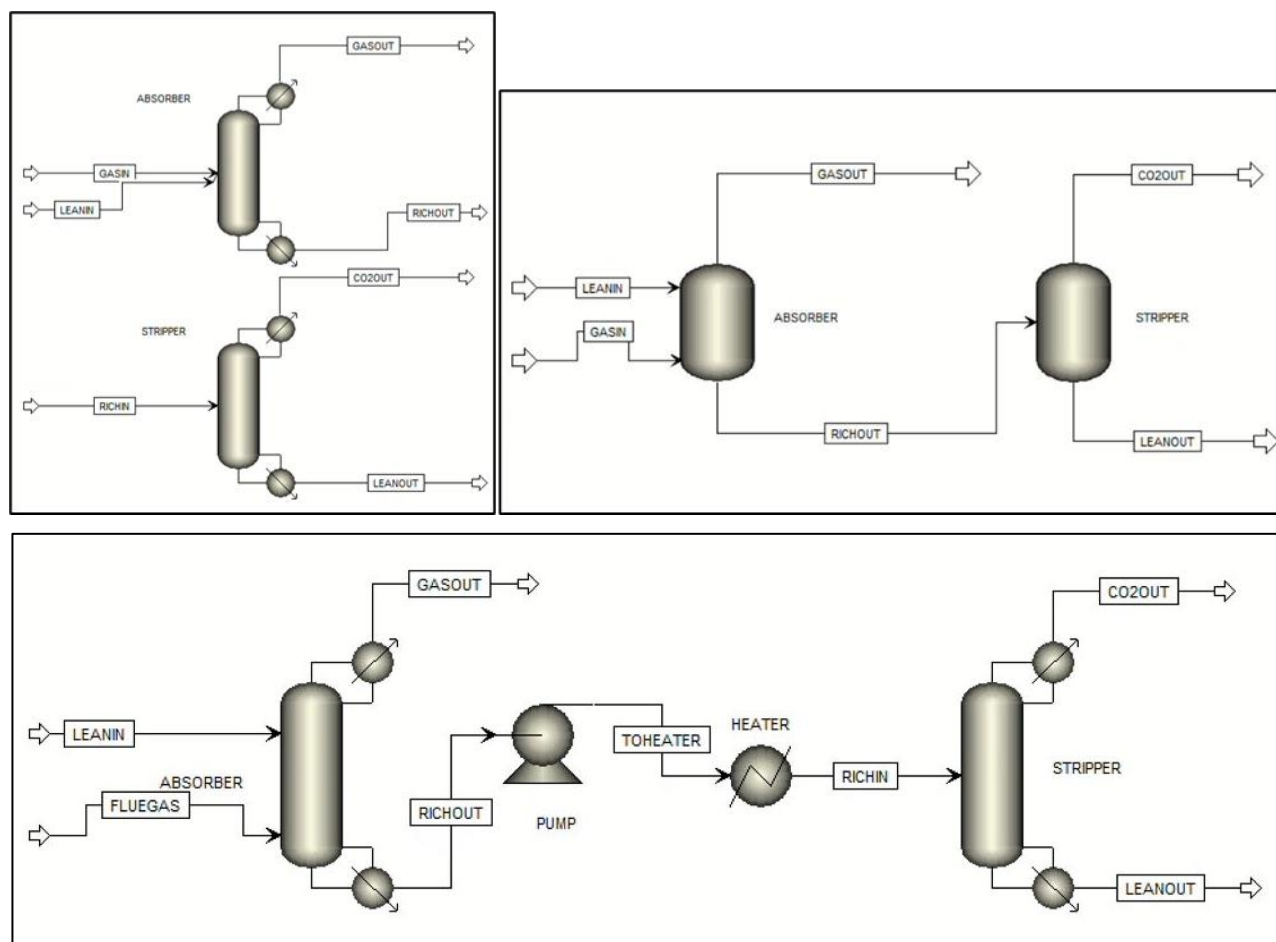 GASOUT
ABSORBER
GASIN
LEANIN
RICHOUT
CO2OUT
STRIPPER
RICHIN
LEANOUT
GASOUT
CO2OUT
LEANIN
ABSORBER
STRIPPER
GASIN
RICHOUT
LEANOUT
GASOUT
CO2OUT
LEANIN
TOHEATER
HEATER
ABSORBER
RICHIN
STRIPPER
FLUEGAS
RICHOUT
PUMP
LEANOUT